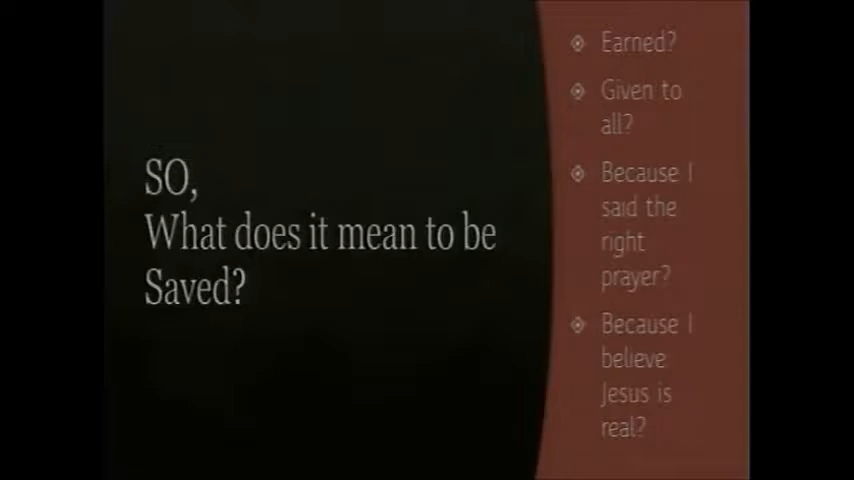 SO,
What does it mean to be
Saved?
Earned?
Given to
all?
Because I
said the
right
prayer?
Because I
believe
Jesus is
real?